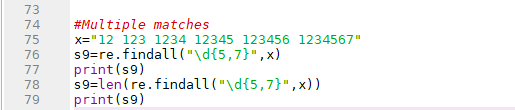 73
74 #Multiple matches
75 x="12 123 1234 12345 123456 1234567"
76 s9=re.findall("\d{5,7}",x)
77 print(s9)
78 s9=len(re.findall("\d{5,7}",x))
79 print(s9)